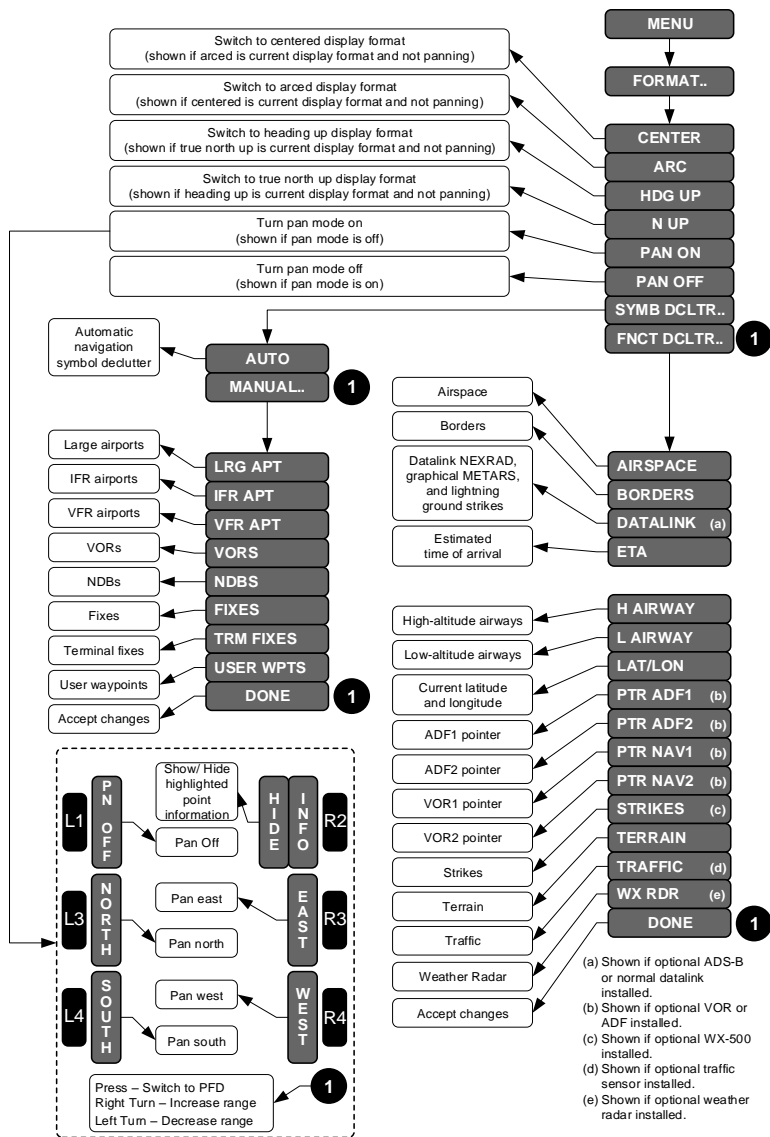 MENU
FORMAT..
Switch to centered display format
(shown if arced is current display format and not panning)
CENTER
Switch to arced display format
(shown if centered is current display format and not panning)
ARC
Switch to heading up display format
(shown if true north up is current display format and not panning)
HDG UP
Switch to true north up display format
(shown if heading up is current display format and not panning)
N UP
Turn pan mode on
(shown if pan mode is off)
PAN ON
Turn pan mode off
(shown if pan mode is on)
PAN OFF
SYMB DCLTR..
FNCT DCLTR..
1
Automatic
navigation
symbol declutter
AUTO
MANUAL..
1
Large airports
LRG APT
IFR airports
IFR APT
VFR airports
VFR APT
VORs
VORS
NDBs
NDBS
Fixes
FIXES
Terminal fixes
TRM FIXES
User waypoints
USER WPTS
Accept changes
DONE
1
Airspace
AIRSPACE
Borders
BORDERS
Datalink NEXRAD,
graphical METARS,
and lightning
ground strikes
DATALINK (a)
Estimated
time of arrival
ETA
High-altitude airways
H AIRWAY
Low-altitude airways
L AIRWAY
Current latitude
and longitude
LAT/LON
ADF1 pointer
PTR ADF1 (b)
ADF2 pointer
PTR ADF2 (b)
VOR1 pointer
PTR NAV1 (b)
VOR2 pointer
PTR NAV2 (b)
Strikes
STRIKES (c)
Terrain
TERRAIN
Traffic
TRAFFIC (d)
Weather Radar
WX RDR (e)
Accept changes
DONE
1
(a) Shown if optional ADS-B
or normal datalink
installed.
(b) Shown if optional VOR or
ADF installed.
(c) Shown if optional WX-500
installed.
(d) Shown if optional traffic
sensor installed.
(e) Shown if optional weather
radar installed.
L1
PN OFF
Pan Off
Show/ Hide
highlighted
point
information
HIDE
INFO
R2
L3
NORTH
Pan north
Pan east
EAST
R3
L4
SOUTH
Pan south
Pan west
WEST
R4
Press – Switch to PFD
Right Turn – Increase range
Left Turn – Decrease range
1